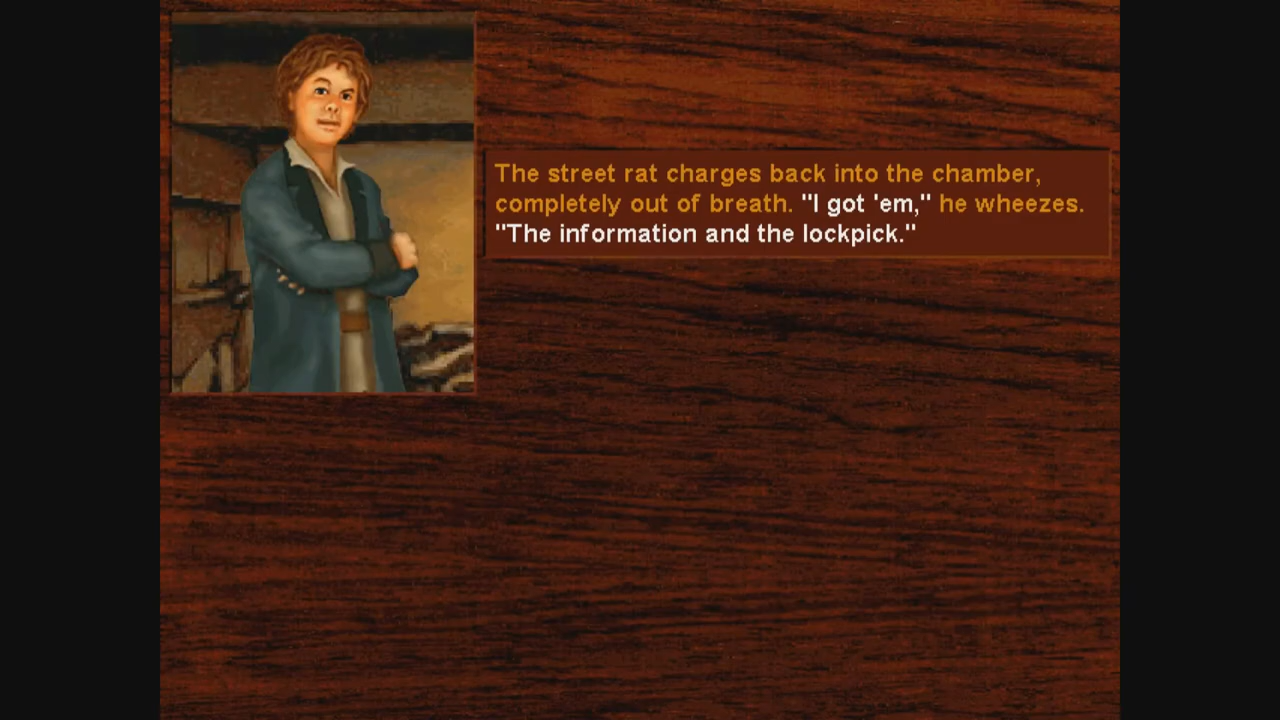 The street rat charges back into the chamber,
completely out of breath. "I got 'em," he wheezes.
"The information and the lockpick."